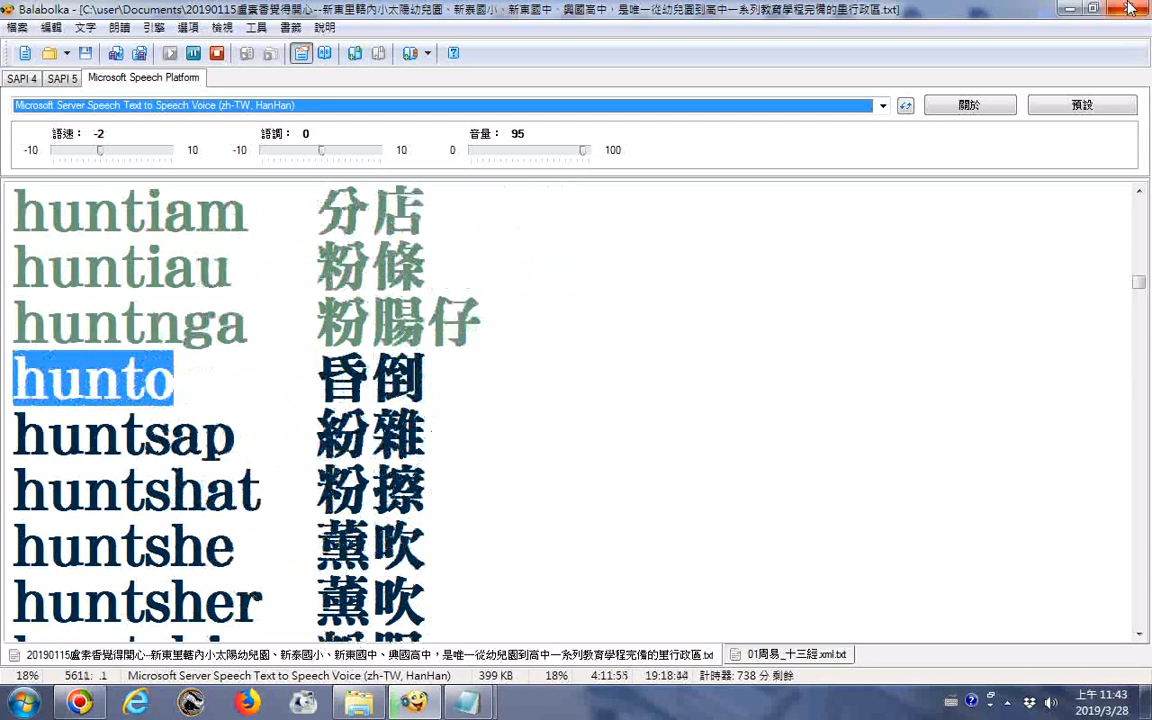 Balabolka - [C:\user\Documents\20190115盧素香覺得開心--新東里轄內小太陽幼兒園、新泰國小、新東國中、興國高中，是唯一從幼兒園到高中一系列教育學程完備的里行政區.txt]
檔案 編輯 文字 朗讀 引擎 選項 檢視 工具 書籤 說明
SAPI 4 SAPI 5 Microsoft Speech Platform
Microsoft Server Speech Text to Speech Voice (zh-TW, HanHan) 關於 預設
語速： -2 語調： 0 音量： 95
-10 10 -10 10 0 100
huntiam 分店
huntiau 粉條
huntnga 粉腸仔
hunto 昏倒
huntsap 紛雜
huntshat 粉擦
huntshe 薰吹
huntsher 薰吹
20190115盧素香覺得開心--新東里轄內小太陽幼兒園、新泰國小、新東國中、興國高中，是唯一從幼兒園到高中一系列教育學程完備的里行政區.txt 01周易_十三經.xml.txt
18% 5611: .1 Microsoft Server Speech Text to Speech Voice (zh-TW, HanHan) 399 KB 18% 4:11:55 19:18:44 計時器: 738 分 剩餘
上午 11:43
2019/3/28